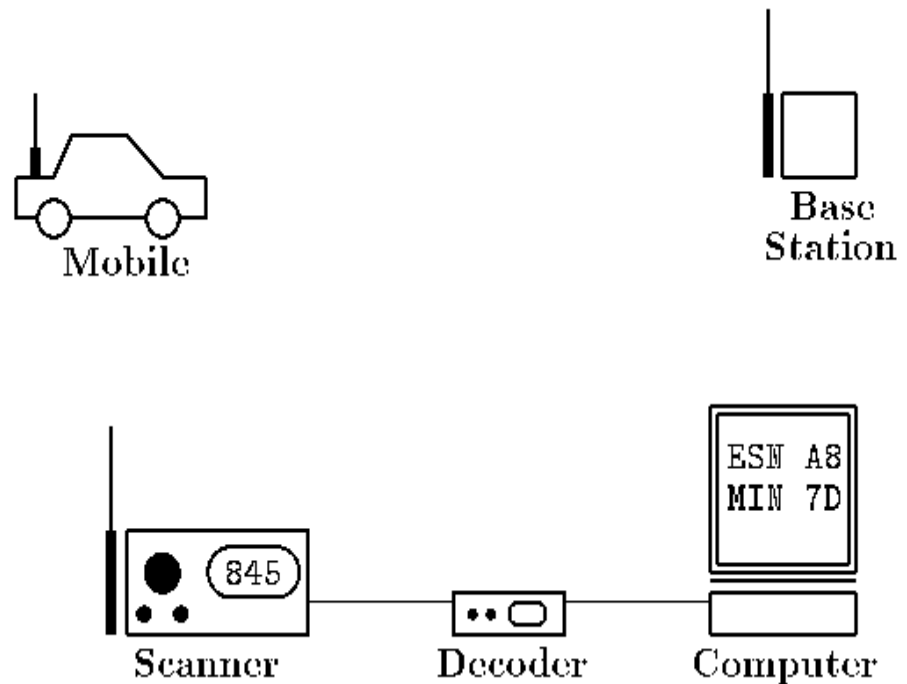 Mobile
Base
Station
ESN A8
MIN 7D
845
Scanner
Decoder
Computer